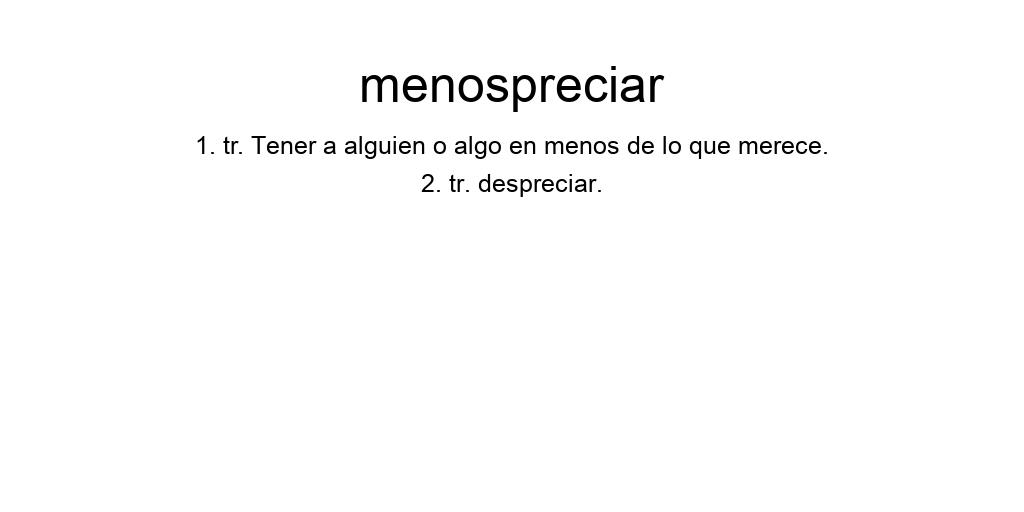 menospreciar
1. tr. Tener a alguien o algo en menos de lo que merece.
2. tr. despreciar.